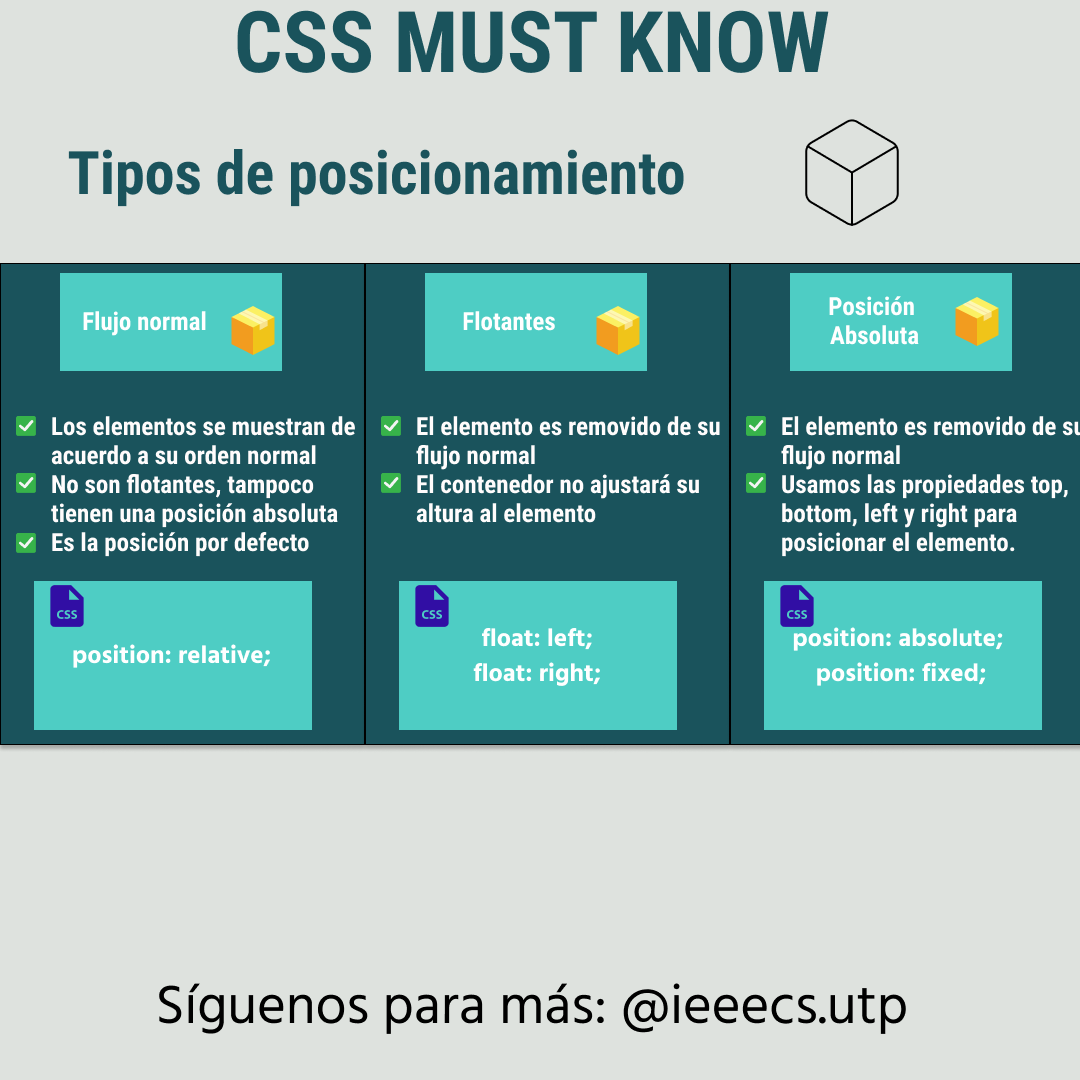 CSS MUST KNOW
Tipos de posicionamiento
Flujo normal
Los elementos se muestran de
acuerdo a su orden normal
No son flotantes, tampoco
tienen una posición absoluta
Es la posición por defecto
CSS
position: relative;
Flotantes
El elemento es removido de su
flujo normal
El contenedor no ajustará su
altura al elemento
CSS
float: left;
float: right;
Posición
Absoluta
El elemento es removido de su
flujo normal
Usamos las propiedades top,
bottom, left y right para
posicionar el elemento.
CSS
position: absolute;
position: fixed;
Síguenos para más: @ieeecs.utp